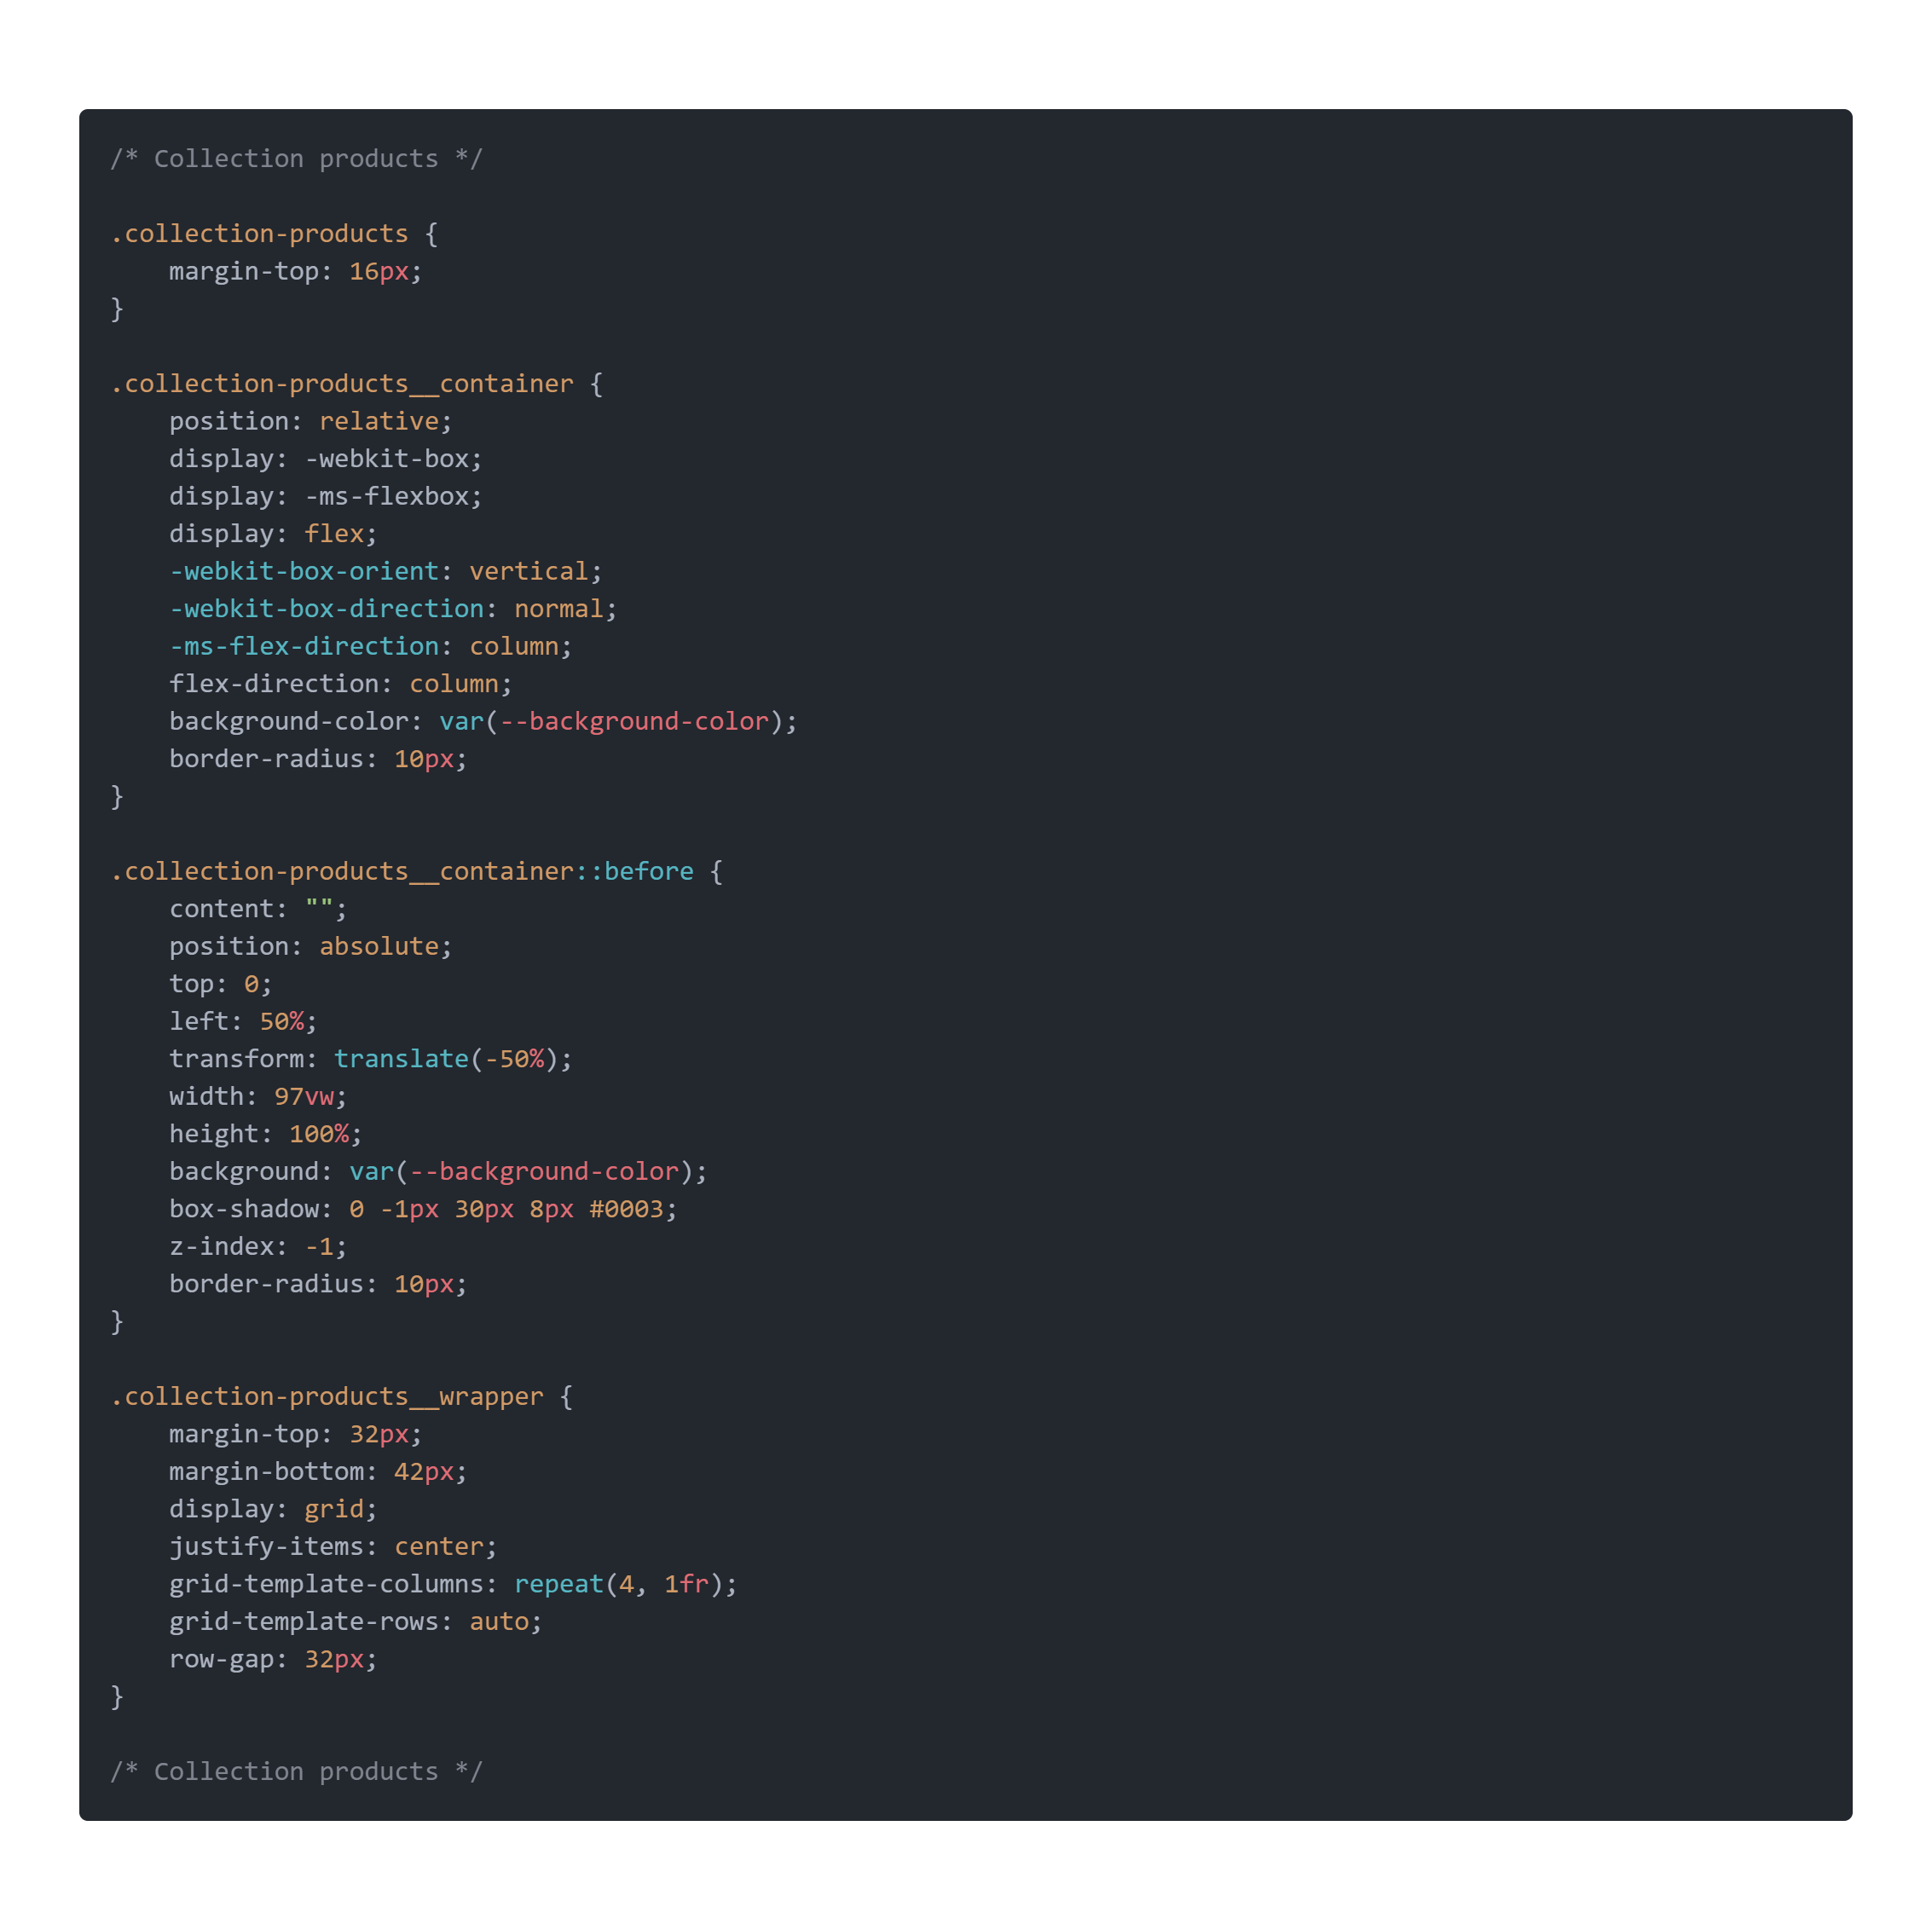 /* Collection products */

.collection-products {
    margin-top: 16px;
}

.collection-products__container {
    position: relative;
    display: -webkit-box;
    display: -ms-flexbox;
    display: flex;
    -webkit-box-orient: vertical;
    -webkit-box-direction: normal;
    -ms-flex-direction: column;
    flex-direction: column;
    background-color: var(--background-color);
    border-radius: 10px;
}

.collection-products__container::before {
    content: "";
    position: absolute;
    top: 0;
    left: 50%;
    transform: translate(-50%);
    width: 97vw;
    height: 100%;
    background: var(--background-color);
    box-shadow: 0 -1px 30px 8px #0003;
    z-index: -1;
    border-radius: 10px;
}

.collection-products__wrapper {
    margin-top: 32px;
    margin-bottom: 42px;
    display: grid;
    justify-items: center;
    grid-template-columns: repeat(4, 1fr);
    grid-template-rows: auto;
    row-gap: 32px;
}

/* Collection products */